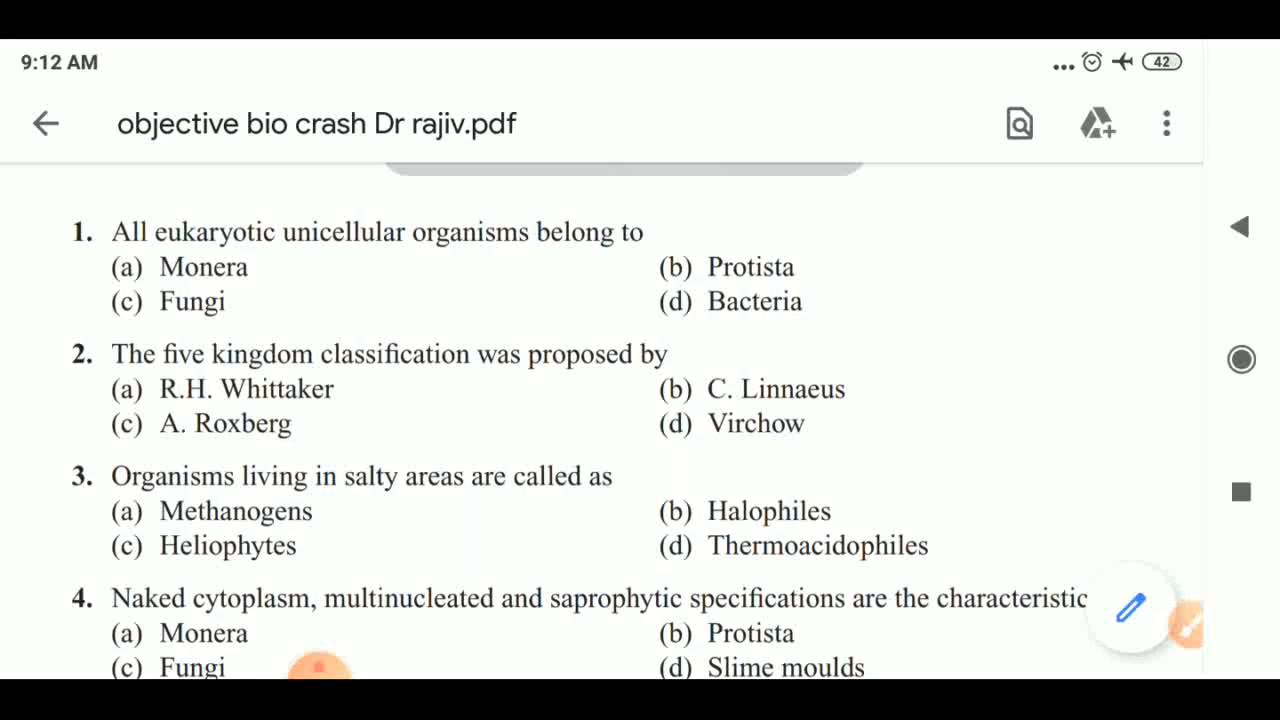 9:12 AM
42
objective bio crash Dr rajiv.pdf
1. All eukaryotic unicellular organisms belong to
(a) Monera (b) Protista
(c) Fungi (d) Bacteria
2. The five kingdom classification was proposed by
(a) R.H. Whittaker (b) C. Linnaeus
(c) A. Roxberg (d) Virchow
3. Organisms living in salty areas are called as
(a) Methanogens (b) Halophiles
(c) Heliophytes (d) Thermoacidophiles
4. Naked cytoplasm, multinucleated and saprophytic specifications are the characteristic
(a) Monera (b) Protista
(c) Fungi (d) Slime moulds